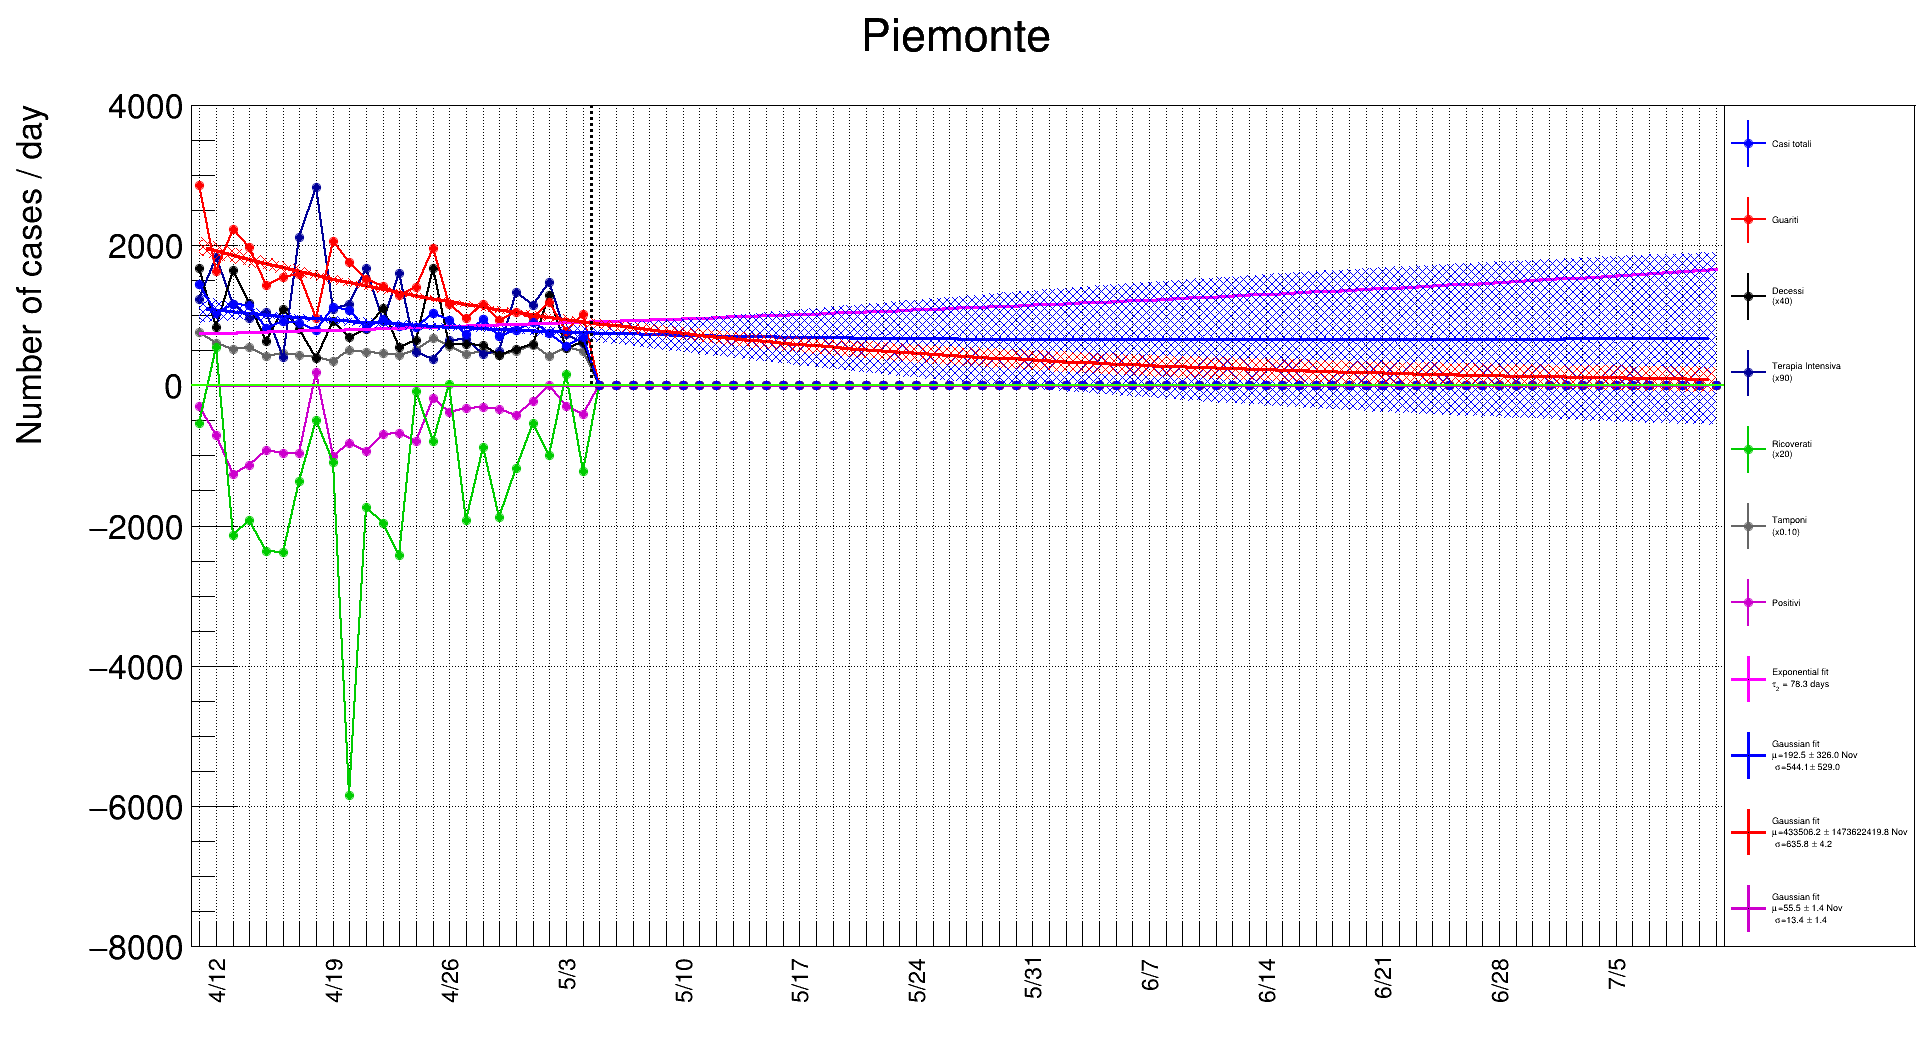 Piemonte
Number of cases / day
4000
2000
0
−2000
−4000
−6000
−8000
4/12
4/19
4/26
5/3
5/10
5/17
5/24
5/31
6/7
6/14
6/21
6/28
7/5
Casi totali
Guariti
Decessi
(x40)
Terapia Intensiva
(x90)
Ricoverati
(x20)
Tamponi
(x0.10)
Positivi
Exponential fit
τ2 = 78.3 days
Gaussian fit
μ=192.5 ± 326.0 Nov
σ=544.1± 529.0
Gaussian fit
μ=433506.2 ± 1473622419.8 Nov
σ=635.8 ± 4.2
Gaussian fit
μ=55.5 ± 1.4 Nov
σ=13.4 ± 1.4